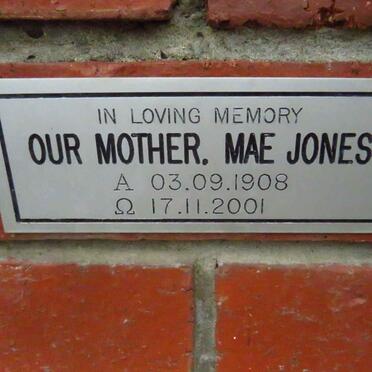 IN LOVING MEMORY
OUR MOTHER. MAE JONES
Α 03.09.1908
Ω 17.11.2001